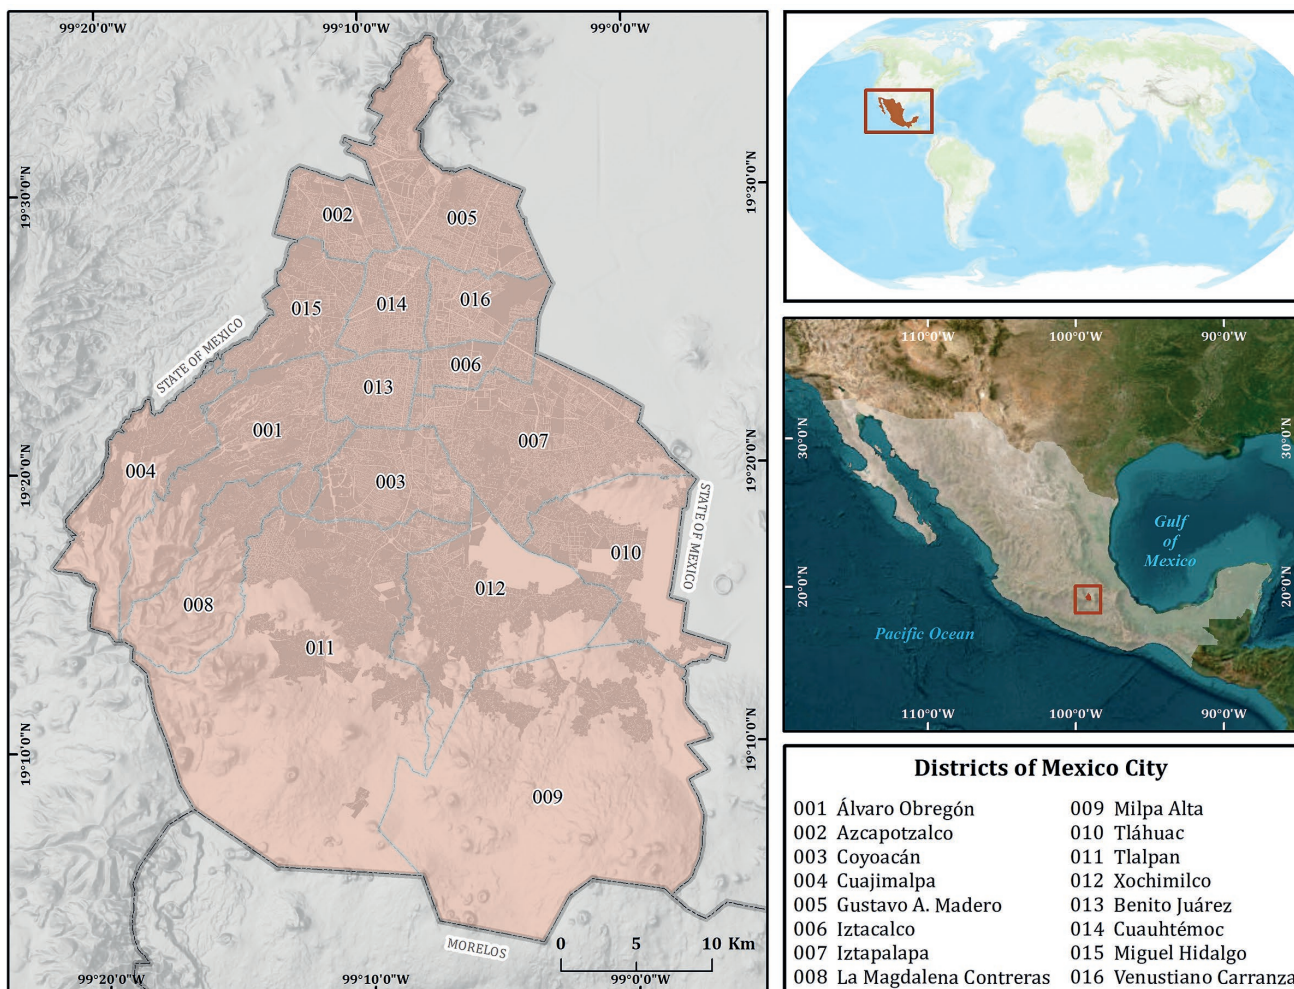 99°20'0"W
99°10'0"W
99°0'0"W
19°30'0"N
19°30'0"N
002
005
015
014
016
STATE OF MEXICO
006
013
001
007
004
19°20'0"N
19°20'0"N
003
STATE OF MEXICO
010
012
008
011
19°10'0"N
19°10'0"N
009
MORELOS
0 5 10 Km
99°20'0"W
99°10'0"W
99°0'0"W
110°0'W
100°0'W
90°0'W
30°0'N
30°0'N
Gulf
of
Mexico
20°0'N
20°0'N
Pacific Ocean
110°0'W
100°0'W
90°0'W
Districts of Mexico City
001 Álvaro Obregón
002 Azcapotzalco
003 Coyoacán
004 Cuajimalpa
005 Gustavo A. Madero
006 Iztacalco
007 Iztapalapa
008 La Magdalena Contreras
009 Milpa Alta
010 Tláhuac
011 Tlalpan
012 Xochimilco
013 Benito Juárez
014 Cuauhtémoc
015 Miguel Hidalgo
016 Venustiano Carranza